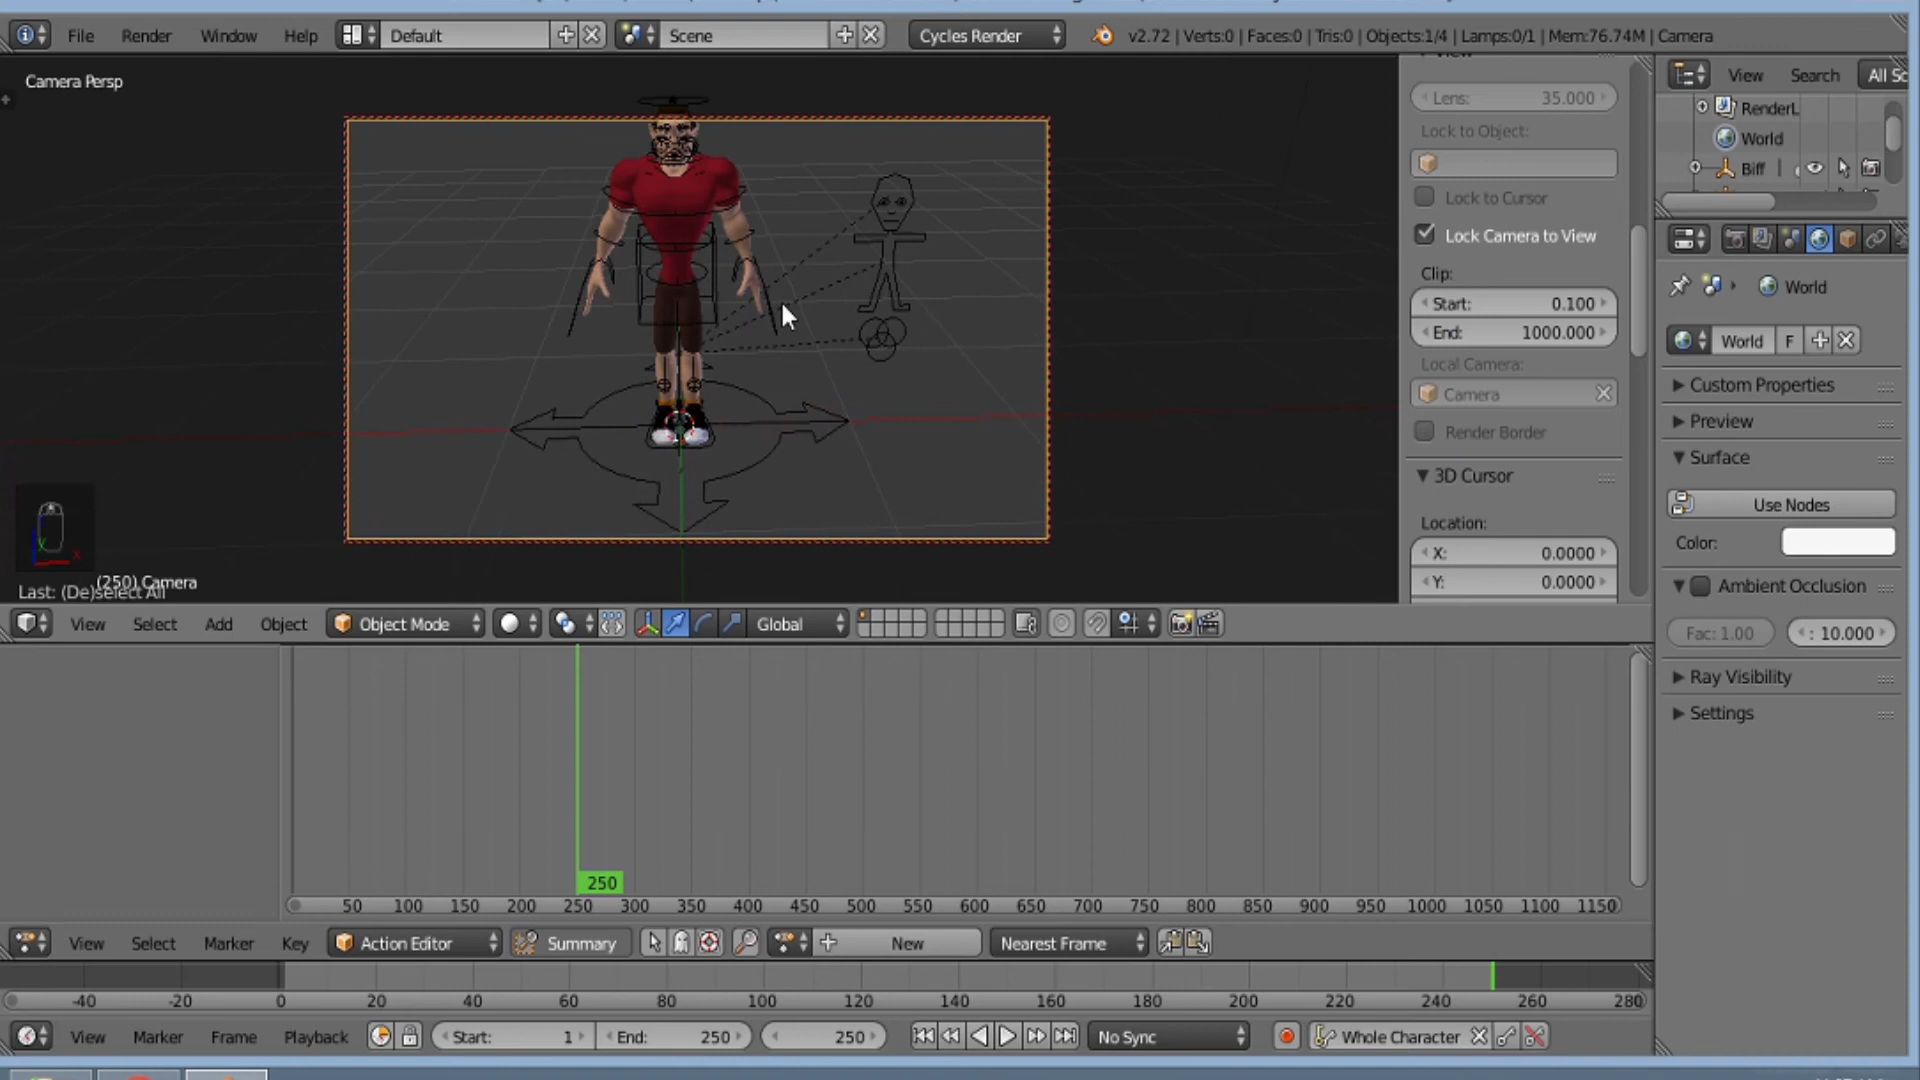 File Render Window Help Default Scene Cycles Render v2.72 | Verts:0 | Faces:0 | Tris:0 | Objects:1/4 | Lamps:0/1 | Mem:76.74M | Camera
Camera Persp
View
Lens: 35.000
Lock to Object:
Lock to Cursor
Lock Camera to View
Clip:
Start: 0.100
End: 1000.000
Local Camera:
Camera
Render Border
3D Cursor
Location:
X: 0.0000
Y: 0.0000
View Search All Sc
RenderL
World
Biff
World
World F
Custom Properties
Preview
Surface
Use Nodes
Color:
Ambient Occlusion
Fac: 1.00 : 10.000
Ray Visibility
Settings
(250) Camera
Last: (De)select All
View Select Add Object Object Mode Global
250
50 100 150 200 250 300 350 400 450 500 550 600 650 700 750 800 850 900 950 1000 1050 1100 1150
View Select Marker Key Action Editor Summary New Nearest Frame
-40 -20 0 20 40 60 80 100 120 140 160 180 200 220 240 260 280
View Marker Frame Playback Start: 1 End: 250 250 No Sync Whole Character